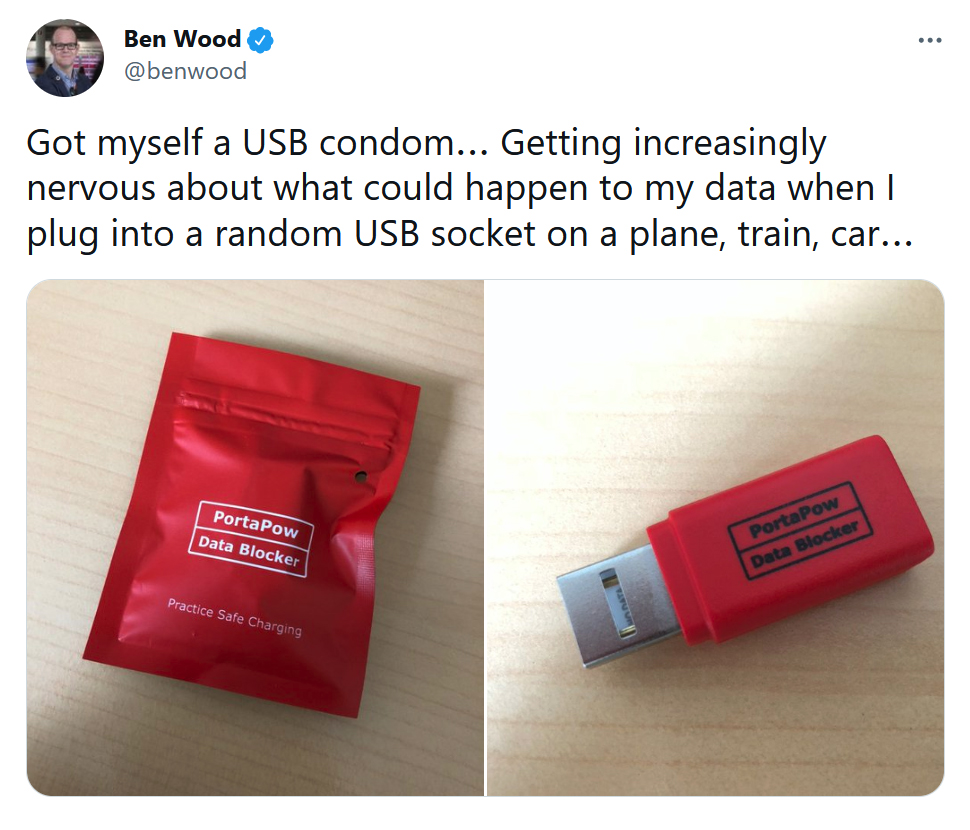 Ben Wood
@benwood
Got myself a USB condom... Getting increasingly
nervous about what could happen to my data when I
plug into a random USB socket on a plane, train, car...
PortaPow
Data Blocker
Practice Safe Charging
PortaPow
Data Blocker